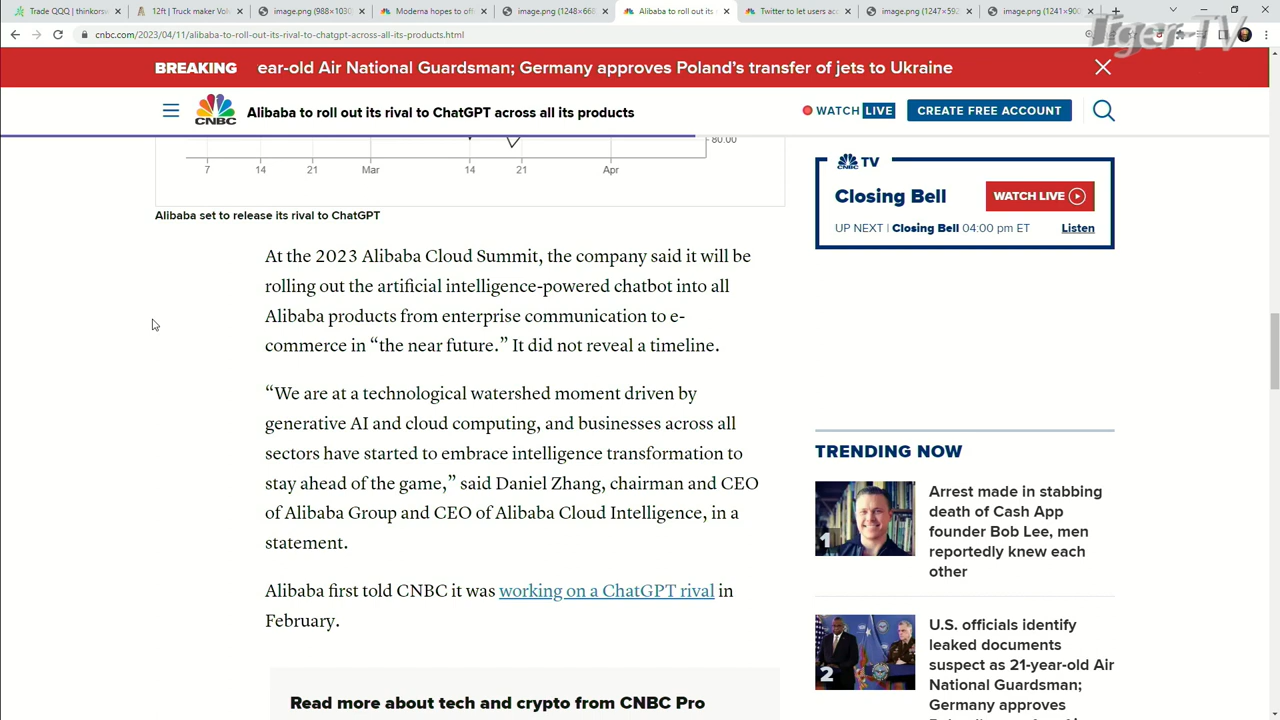 Trade QQQ | thinkorsw
12ft | Truck maker Volv
image.png (988×1030)
Moderna hopes to off
image.png (1248×668
Alibaba to roll out its
Twitter to let users acc
image.png (1247×592
image.png (1241×900
Tiger TV
cnbc.com/2023/04/11/alibaba-to-roll-out-its-rival-to-chatgpt-across-all-its-products.html
BREAKING
ear-old Air National Guardsman; Germany approves Poland's transfer of jets to Ukraine
CNBC
Alibaba to roll out its rival to ChatGPT across all its products
WATCH LIVE
CREATE FREE ACCOUNT
80.00
7 14 21 Mar 14 21 Apr
Alibaba set to release its rival to ChatGPT
At the 2023 Alibaba Cloud Summit, the company said it will be
rolling out the artificial intelligence-powered chatbot into all
Alibaba products from enterprise communication to e-
commerce in “the near future.” It did not reveal a timeline.
“We are at a technological watershed moment driven by
generative AI and cloud computing, and businesses across all
sectors have started to embrace intelligence transformation to
stay ahead of the game,” said Daniel Zhang, chairman and CEO
of Alibaba Group and CEO of Alibaba Cloud Intelligence, in a
statement.
Alibaba first told CNBC it was working on a ChatGPT rival in
February.
Read more about tech and crypto from CNBC Pro
CNBC TV
Closing Bell
WATCH LIVE
UP NEXT | Closing Bell 04:00 pm ET
Listen
TRENDING NOW
1
Arrest made in stabbing
death of Cash App
founder Bob Lee, men
reportedly knew each
other
2
U.S. officials identify
leaked documents
suspect as 21-year-old Air
National Guardsman;
Germany approves